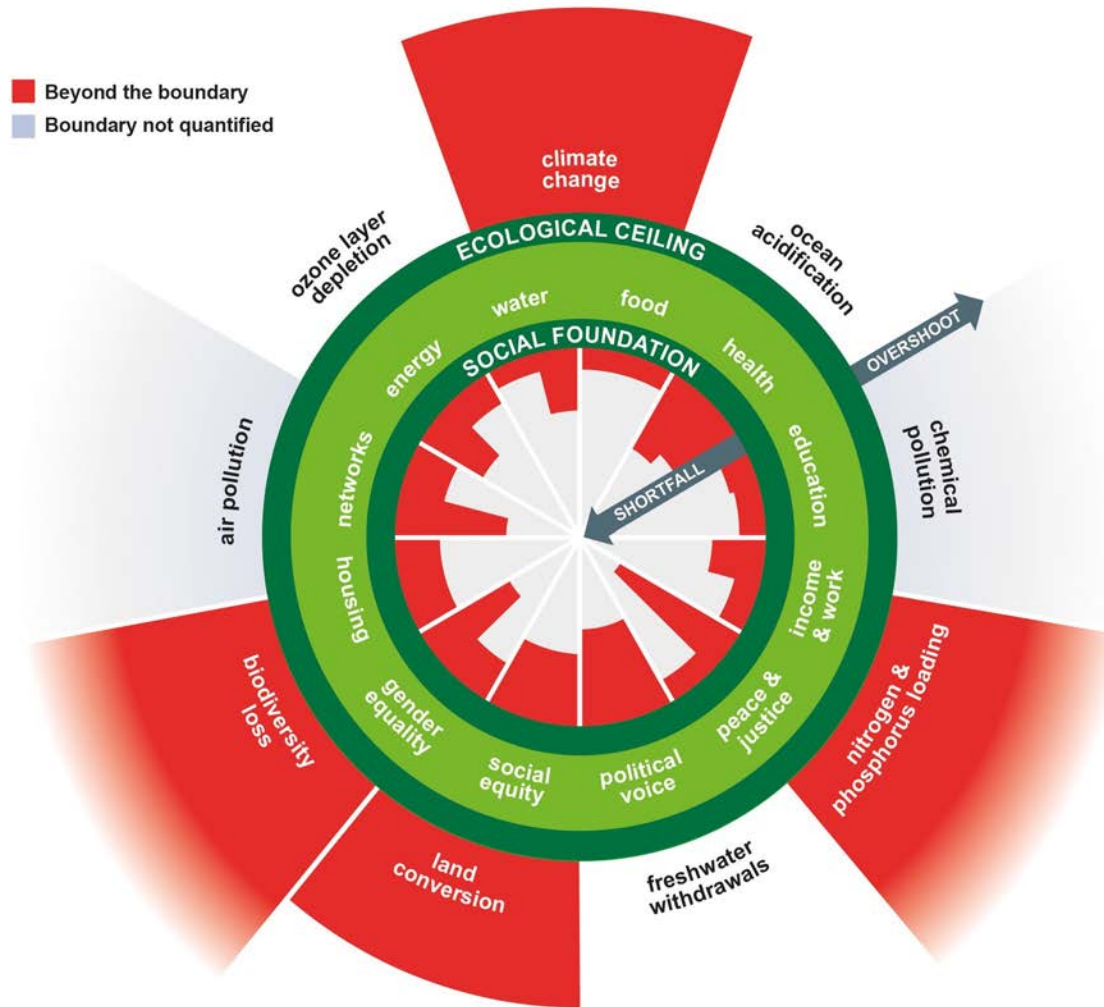 Beyond the boundary
Boundary not quantified
climate
change
ocean
acidification
chemical
pollution
nitrogen &
phosphorus loading
freshwater
withdrawals
land
conversion
biodiversity
loss
air pollution
ozone layer
depletion
ECOLOGICAL CEILING
OVERSHOOT
water
food
health
education
income
& work
peace &
justice
political
voice
social
equity
gender
equality
housing
networks
energy
SOCIAL FOUNDATION
SHORTFALL